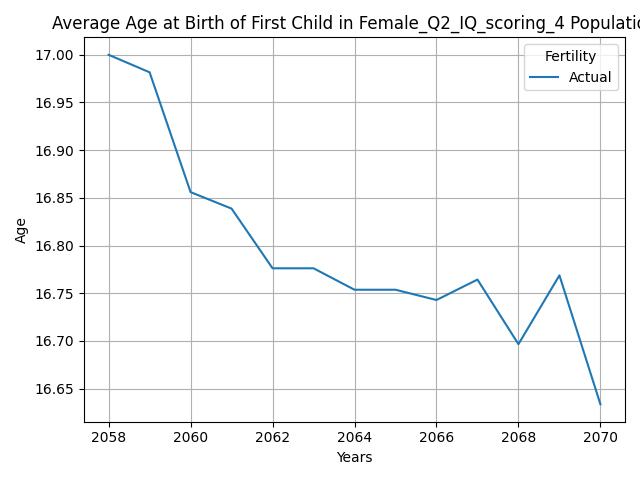 Average Age at Birth of First Child in Female_Q2_IQ_scoring_4 Populatio
17.00
16.95
16.90
16.85
16.80
16.75
16.70
16.65
Age
Fertility
Actual
2058 2060 2062 2064 2066 2068 2070
Years